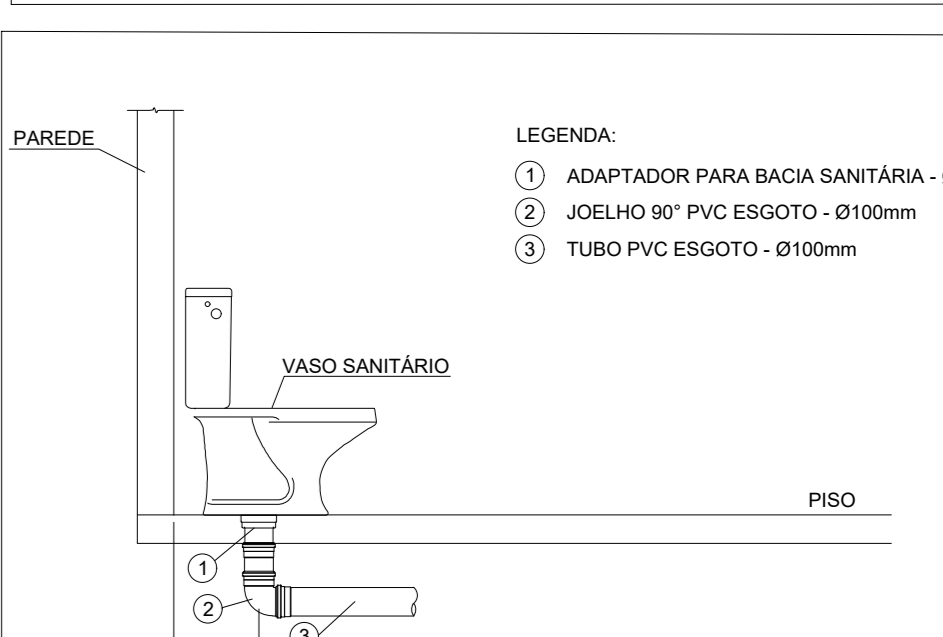 PAREDE
LEGENDA:
1 ADAPTADOR PARA BACIA SANITÁRIA -
2 JOELHO 90° PVC ESGOTO - Ø100mm
3 TUBO PVC ESGOTO - Ø100mm
VASO SANITÁRIO
PISO
1
2
3